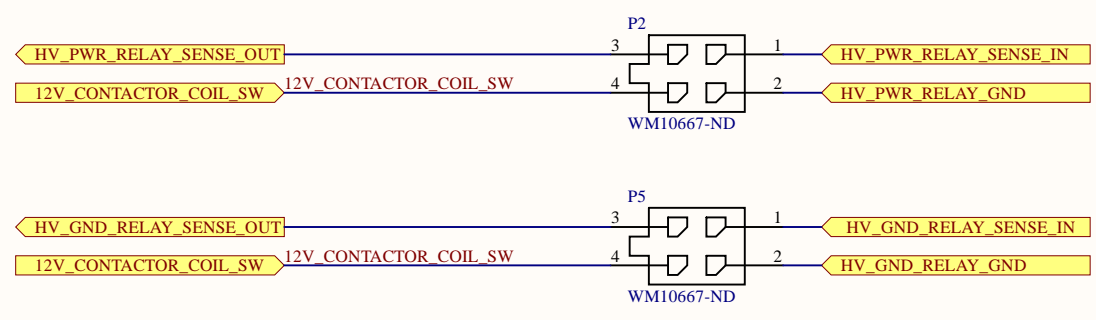 P2
HV_PWR_RELAY_SENSE_OUT 3 1 HV_PWR_RELAY_SENSE_IN
12V_CONTACTOR_COIL_SW 12V_CONTACTOR_COIL_SW 4 2 HV_PWR_RELAY_GND
WM10667-ND
P5
HV_GND_RELAY_SENSE_OUT 3 1 HV_GND_RELAY_SENSE_IN
12V_CONTACTOR_COIL_SW 12V_CONTACTOR_COIL_SW 4 2 HV_GND_RELAY_GND
WM10667-ND